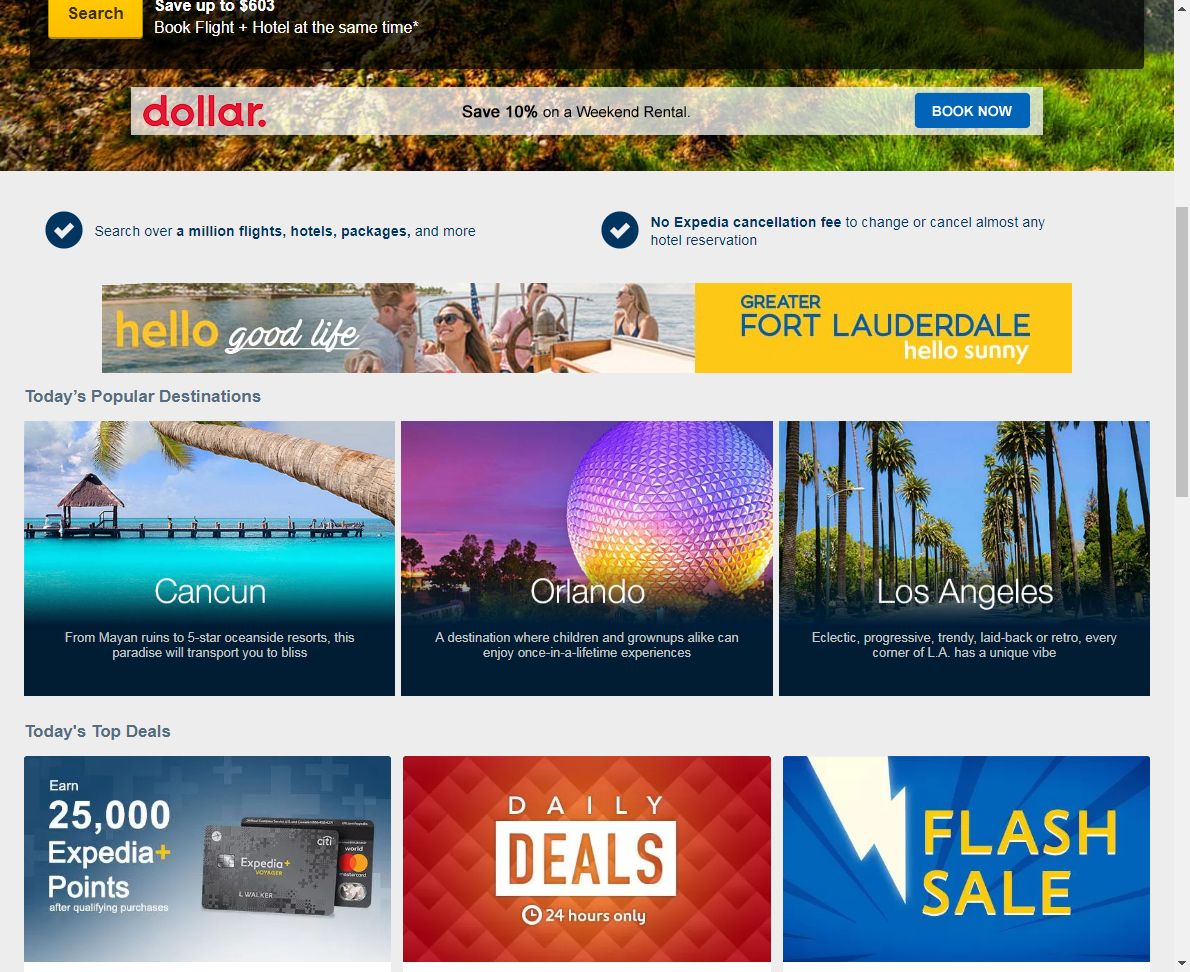 Search
Save up to $603
Book Flight + Hotel at the same time*
dollar.
Save 10% on a Weekend Rental.
BOOK NOW
Search over a million flights, hotels, packages, and more
No Expedia cancellation fee to change or cancel almost any
hotel reservation
hello good life
GREATER
FORT LAUDERDALE
hello sunny
Today’s Popular Destinations
Cancun
From Mayan ruins to 5-star oceanside resorts, this
paradise will transport you to bliss
Orlando
A destination where children and grownups alike can
enjoy once-in-a-lifetime experiences
Los Angeles
Eclectic, progressive, trendy, laid-back or retro, every
corner of L.A. has a unique vibe
Today's Top Deals
Earn
25,000
Expedia+
Points
after qualifying purchases
citi
Expedia+
VOYAGER
L WALKER
world
mastercard
DAILY
DEALS
24 hours only
FLASH
SALE